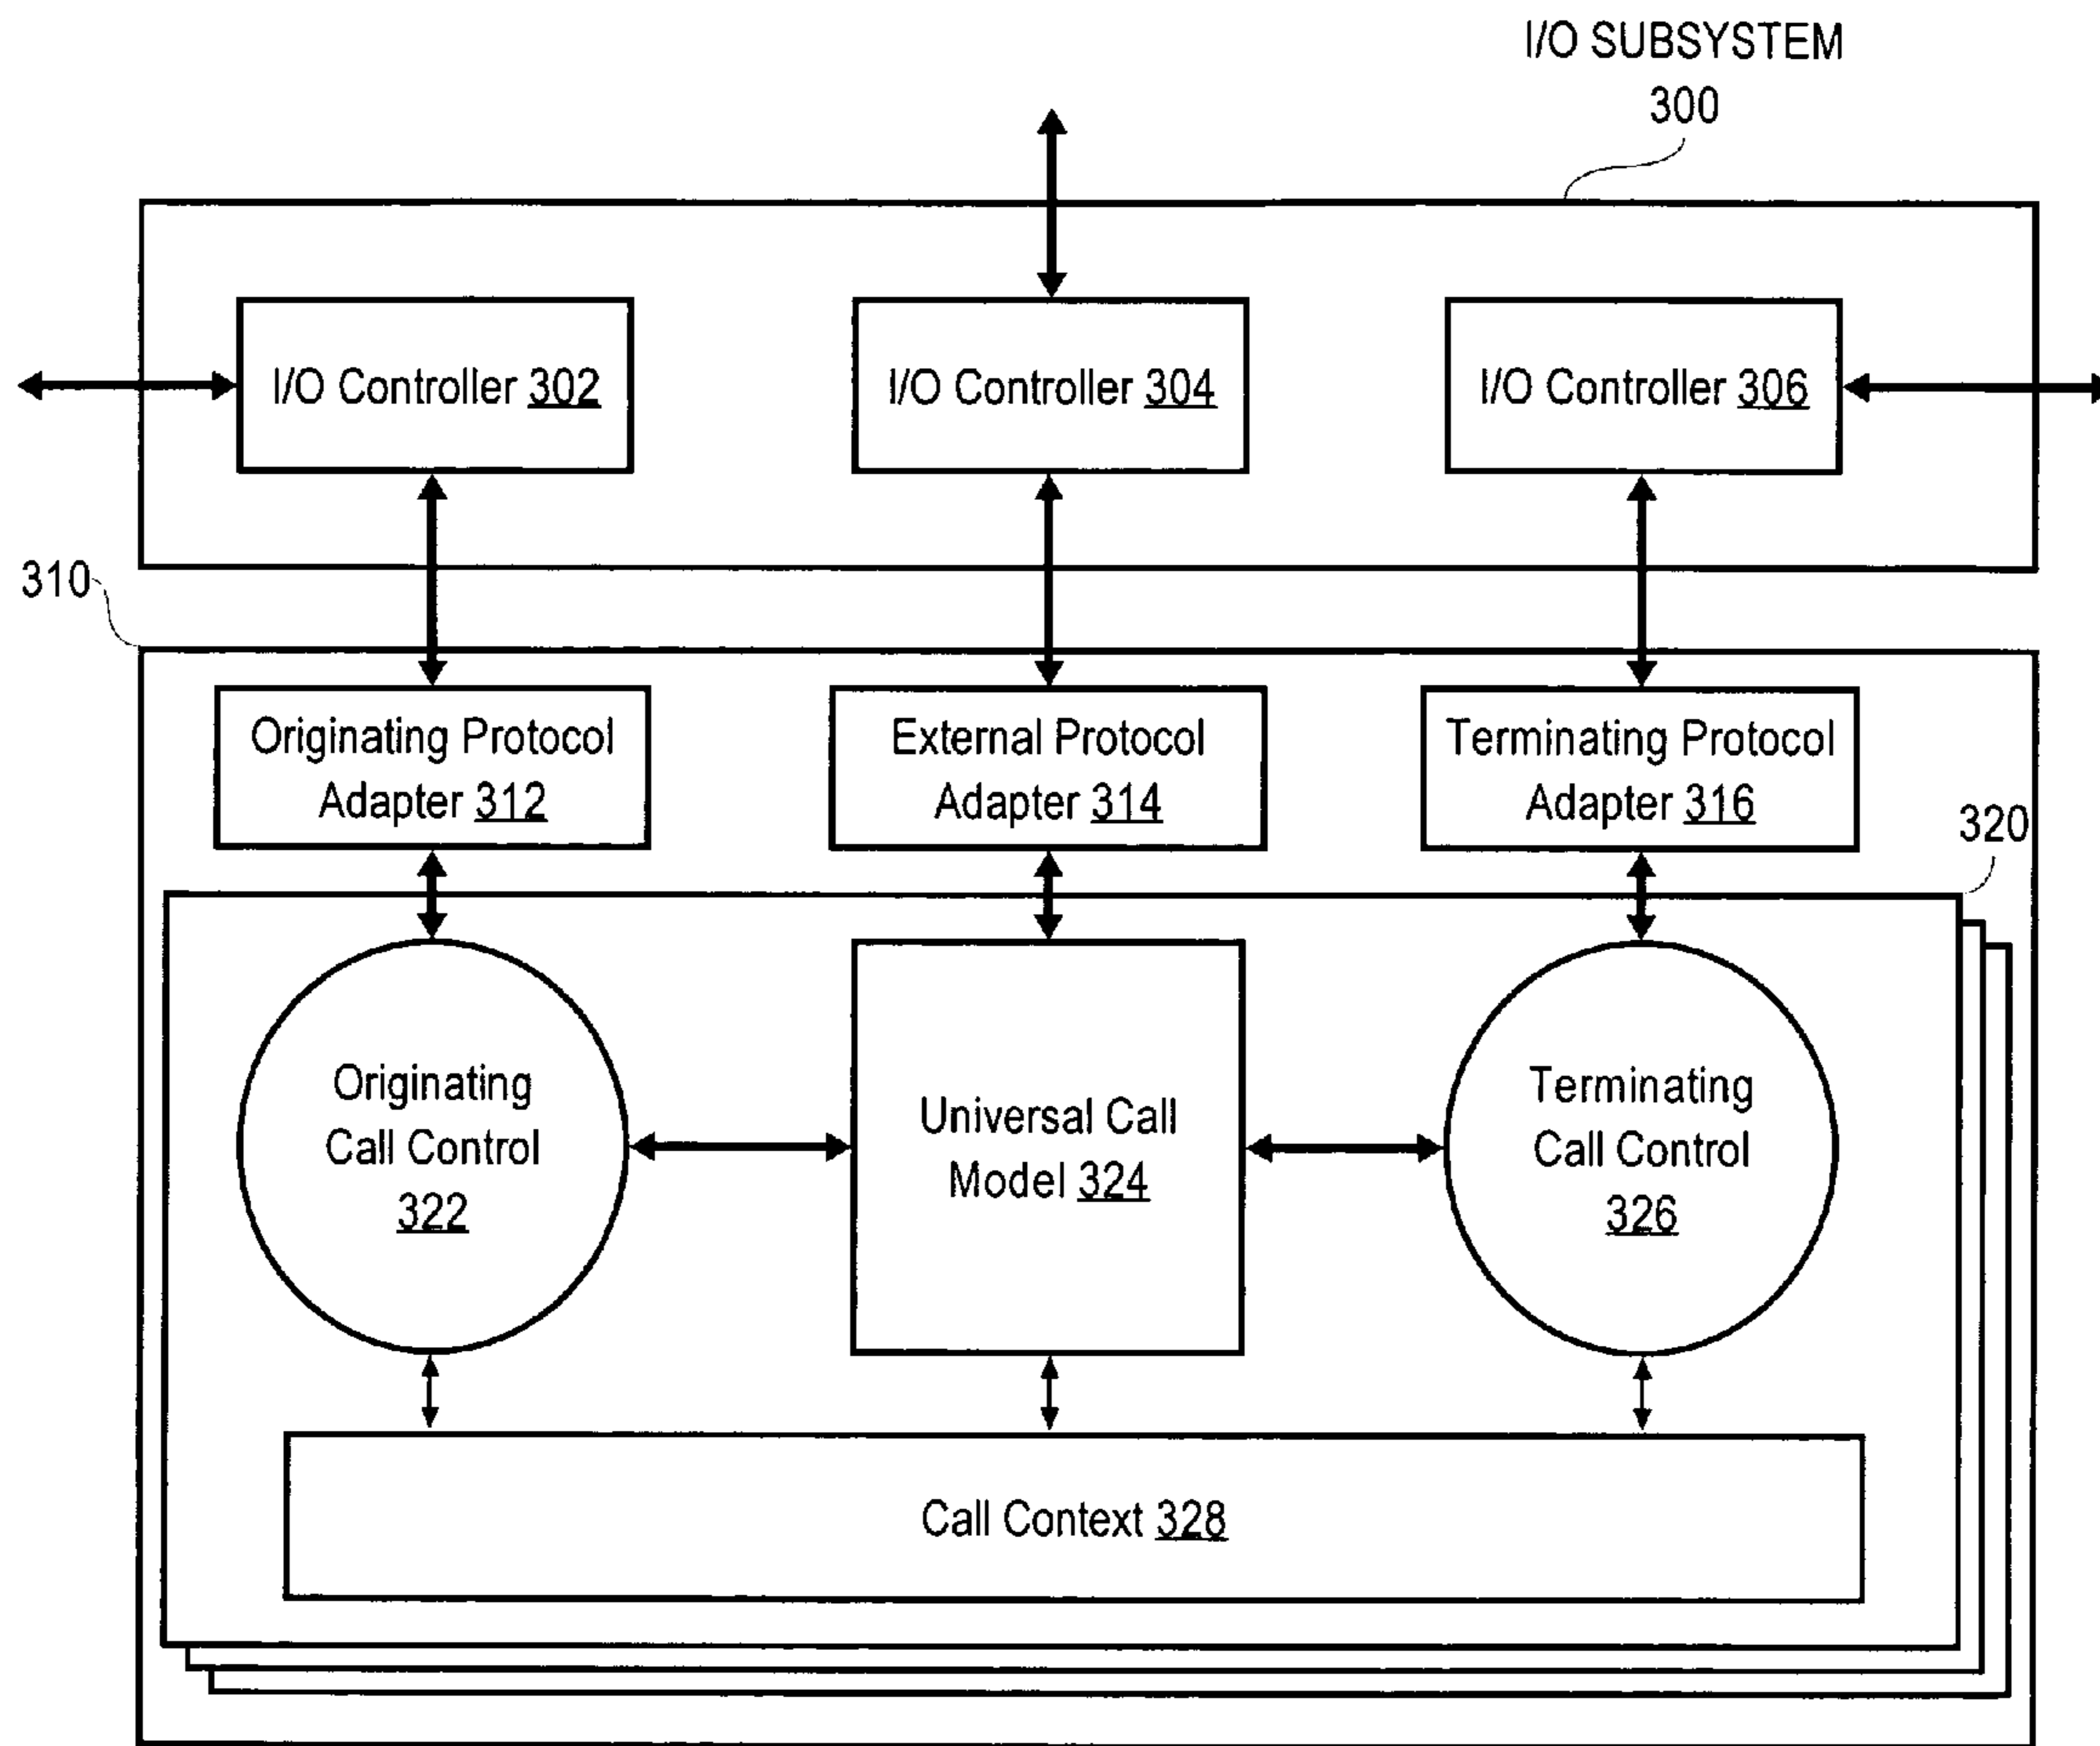 I/O SUBSYSTEM
300
I/O Controller 302
I/O Controller 304
I/O Controller 306
310
Originating Protocol
Adapter 312
External Protocol
Adapter 314
Terminating Protocol
Adapter 316
320
Originating
Call Control
322
Universal Call
Model 324
Terminating
Call Control
326
Call Context 328